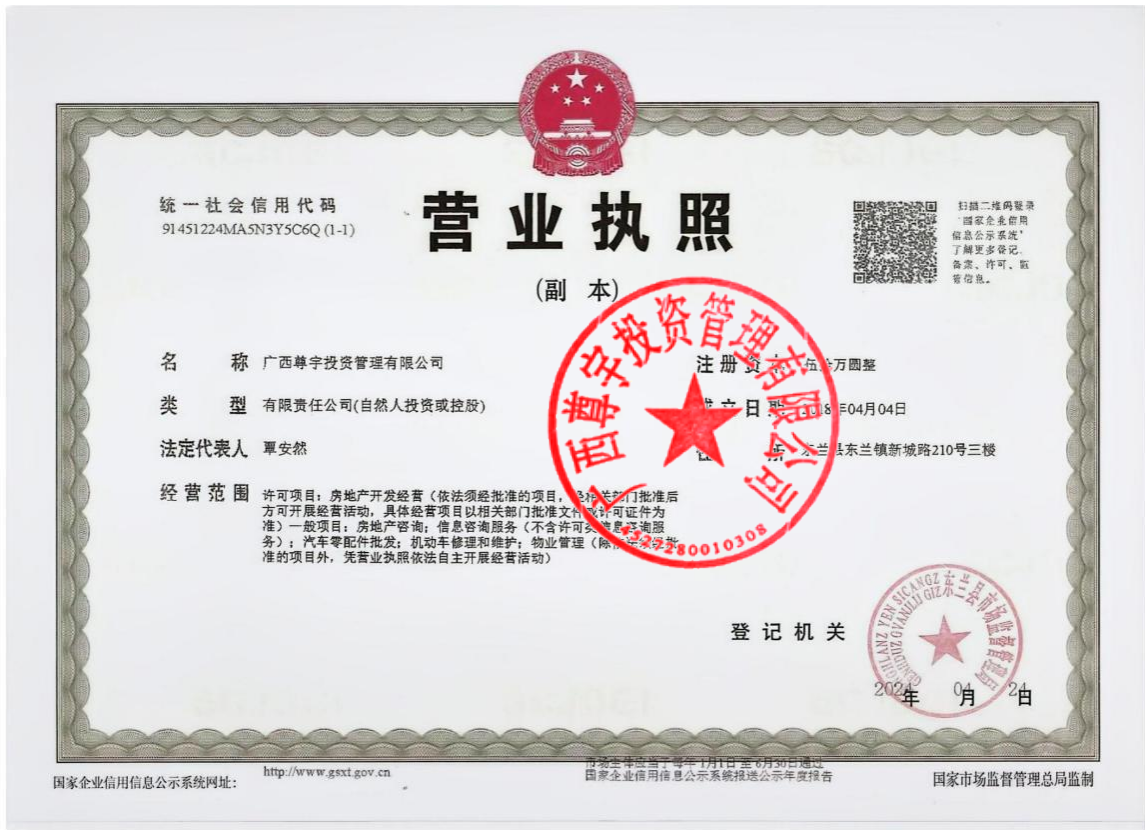 统一社会信用代码
91451224MA5N3Y5C6Q (1-1)
营业执照
(副 本)
扫描二维码登录
"国家企业信用
信息公示系统"
了解更多登记、
备案、许可、监
管信息。
名 称 广西尊宇投资管理有限公司
注册资本 伍佰万圆整
类 型 有限责任公司(自然人投资或控股)
成立日期 2018年04月04日
法定代表人 覃安然
住 所 东兰县东兰镇新城路210号三楼
经营范围 许可项目:房地产开发经营(依法须经批准的项目,经相关部门批准后
方可开展经营活动,具体经营项目以相关部门批准文件或许可证件为
准)一般项目:房地产咨询;信息咨询服务(不含许可类信息咨询服
务);汽车零配件批发;机动车修理和维护;物业管理(除依法须经批
准的项目外,凭营业执照依法自主开展经营活动)
广西尊宇投资管理有限公司
4527280010308
登记机关
东兰县市场监督管理局
2024年 04月 24日
国家企业信用信息公示系统网址:
http://www.gsxt.gov.cn
市场主体应当于每年 1月1日 至 6月30日通过
国家企业信用信息公示系统报送公示年度报告
国家市场监督管理总局监制